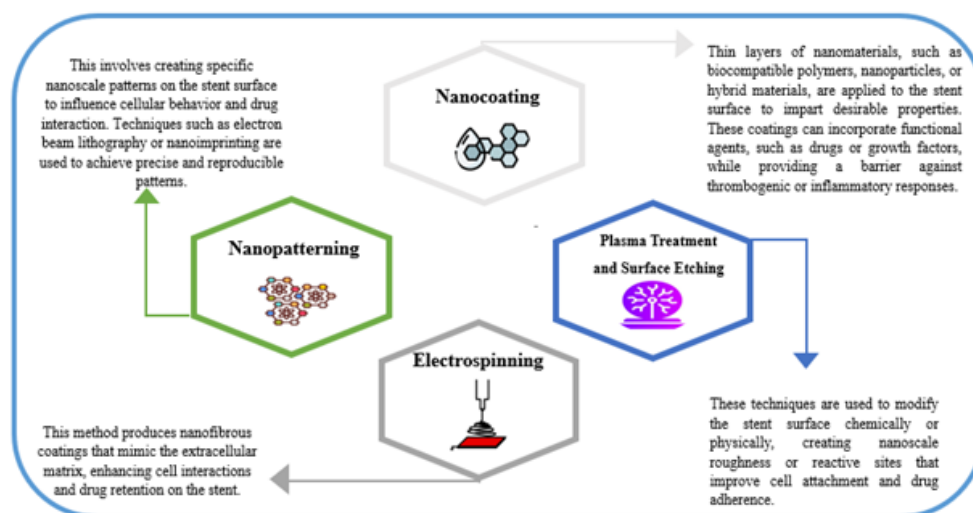 This involves creating specific
nanoscale patterns on the stent surface
to influence cellular behavior and drug
interaction. Techniques such as electron
beam lithography or nanoimprinting are
used to achieve precise and reproducible
patterns.
Nanocoating
Thin layers of nanomaterials, such as
biocompatible polymers, nanoparticles, or
hybrid materials, are applied to the stent
surface to impart desirable properties.
These coatings can incorporate functional
agents, such as drugs or growth factors,
while providing a barrier against
thrombogenic or inflammatory responses.
Nanopatterning
Plasma Treatment
and Surface Etching
Electrospinning
This method produces nanofibrous
coatings that mimic the extracellular
matrix, enhancing cell interactions
and drug retention on the stent.
These techniques are used to modify
the stent surface chemically or
physically, creating nanoscale
roughness or reactive sites that
improve cell attachment and drug
adherence.